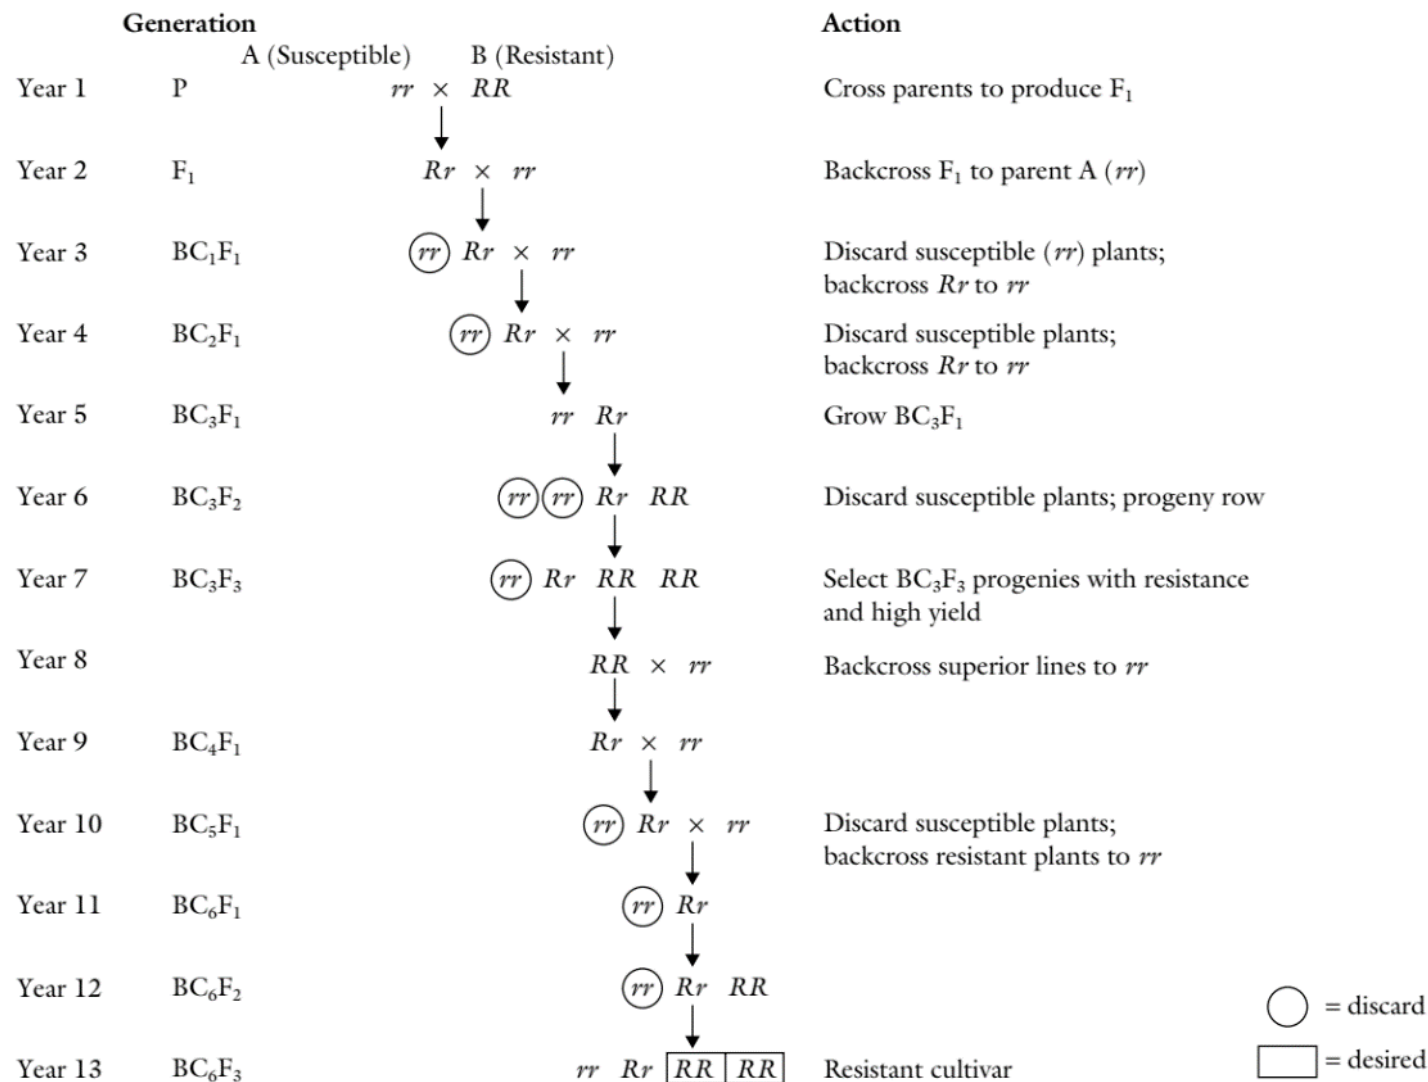 Generation Action
A (Susceptible) B (Resistant)
Year 1 P rr × RR Cross parents to produce F₁
Year 2 F₁ Rr × rr Backcross F₁ to parent A (rr)
Year 3 BC₁F₁ rr Rr × rr Discard susceptible (rr) plants;
backcross Rr to rr
Year 4 BC₂F₁ rr Rr × rr Discard susceptible plants;
backcross Rr to rr
Year 5 BC₃F₁ rr Rr Grow BC₃F₁
Year 6 BC₃F₂ rr rr Rr RR Discard susceptible plants; progeny row
Year 7 BC₃F₃ rr Rr RR RR Select BC₃F₃ progenies with resistance
and high yield
Year 8 RR × rr Backcross superior lines to rr
Year 9 BC₄F₁ Rr × rr
Year 10 BC₅F₁ rr Rr × rr Discard susceptible plants;
backcross resistant plants to rr
Year 11 BC₆F₁ rr Rr
Year 12 BC₆F₂ rr Rr RR
= discard
Year 13 BC₆F₃ rr Rr RR RR Resistant cultivar
= desired